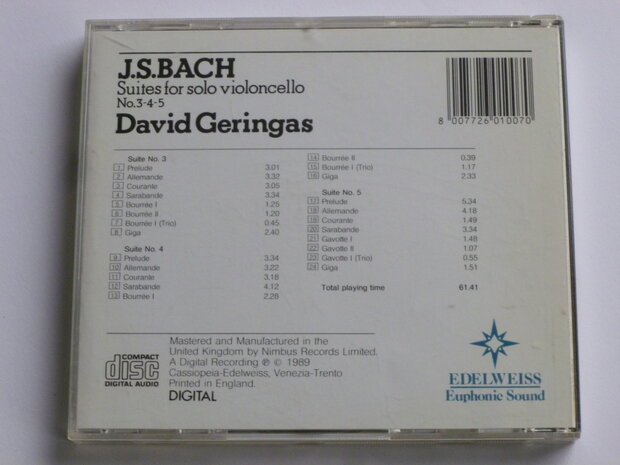 J.S.BACH
Suites for solo violoncello
No.3-4-5
David Geringas
8 007726 010070
Suite No. 3
1 Prelude 3.01
2 Allemande 3.32
3 Courante 3.05
4 Sarabande 3.34
5 Bourrée I 1.25
6 Bourrée II 1.20
7 Bourrée I (Trio) 0.45
8 Giga 2.40
Suite No. 4
9 Prelude 3.34
10 Allemande 3.22
11 Courante 3.18
12 Sarabande 4.12
13 Bourrée I 2.28
14 Bourrée II 0.39
15 Bourrée I (Trio) 1.17
16 Giga 2.33
Suite No. 5
17 Prelude 5.34
18 Allemande 4.18
19 Courante 1.49
20 Sarabande 3.34
21 Gavotte I 1.48
22 Gavotte II 1.07
23 Gavotte I (Trio) 0.55
24 Giga 1.51
Total playing time 61.41
COMPACT
disc
DIGITAL AUDIO
Mastered and Manufactured in the
United Kingdom by Nimbus Records Limited.
A Digital Recording ℗ © 1989
Cassiopeia-Edelweiss, Venezia-Trento
Printed in England.
DIGITAL
EDELWEISS
Euphonic Sound